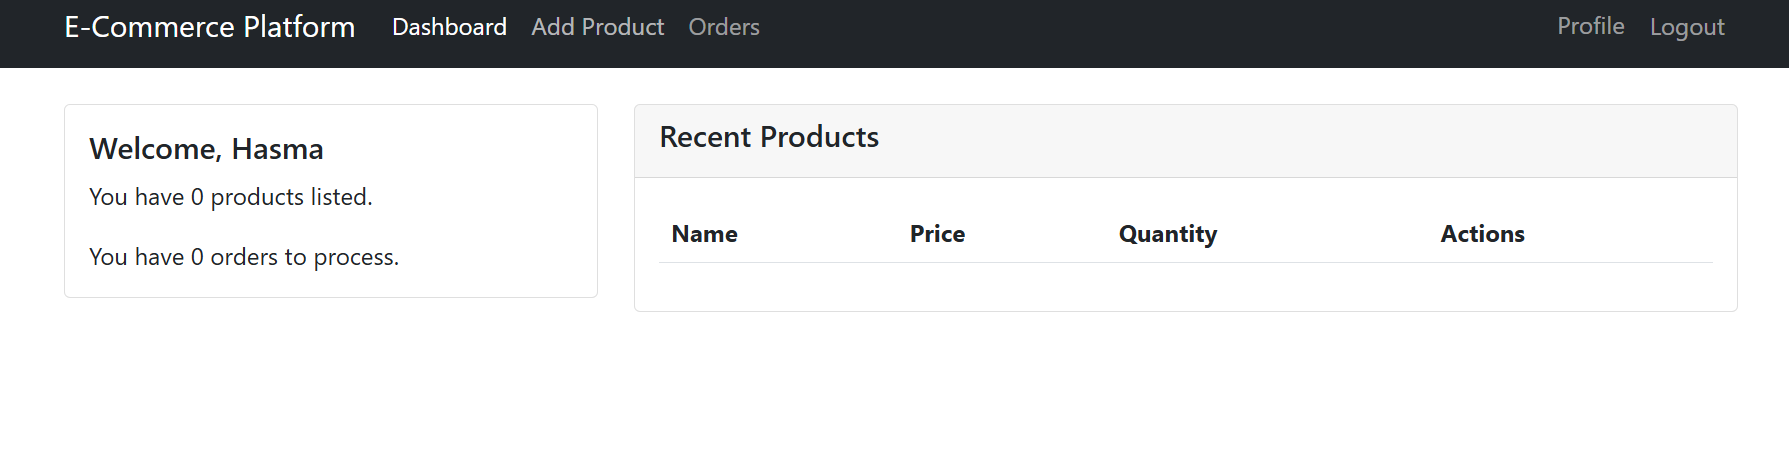 E-Commerce Platform Dashboard Add Product Orders Profile Logout
Welcome, Hasma
You have 0 products listed.
You have 0 orders to process.
Recent Products
Name Price Quantity Actions